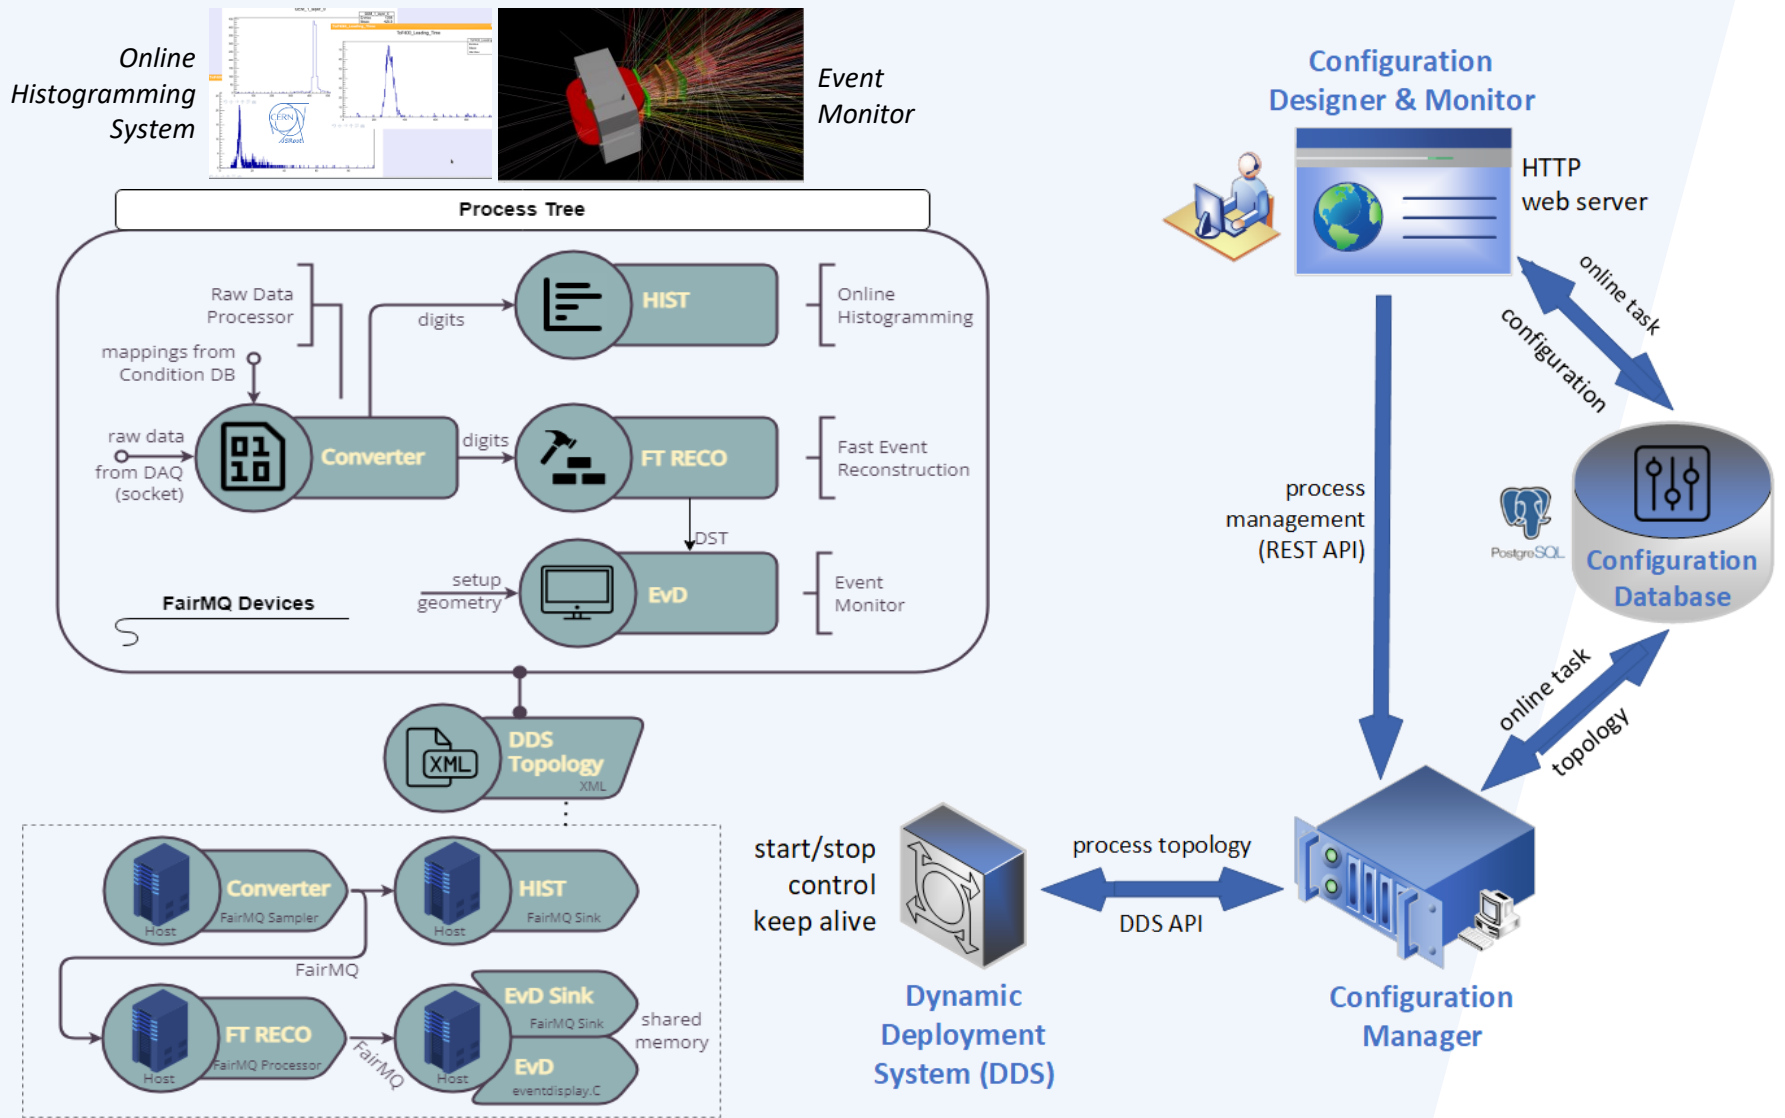 Online
Histogramming
System
ToF400_Leading_Time
CERN
Event
Monitor
Process Tree
Raw Data
Processor
mappings from
Condition DB
raw data
from DAQ
(socket)
Converter
digits
digits
HIST
Online
Histogramming
FT RECO
Fast Event
Reconstruction
DST
setup
geometry
EvD
Event
Monitor
FairMQ Devices
DDS
Topology
XML
XML
Converter
FairMQ Sampler
Host
HIST
FairMQ Sink
Host
FairMQ
FT RECO
FairMQ Processor
Host
FairMQ
EvD Sink
FairMQ Sink
EvD
eventdisplay.C
Host
shared
memory
Configuration
Designer & Monitor
HTTP
web server
online task
configuration
process
management
(REST API)
PostgreSQL
Configuration
Database
online task
topology
start/stop
control
keep alive
process topology
DDS API
Dynamic
Deployment
System (DDS)
Configuration
Manager